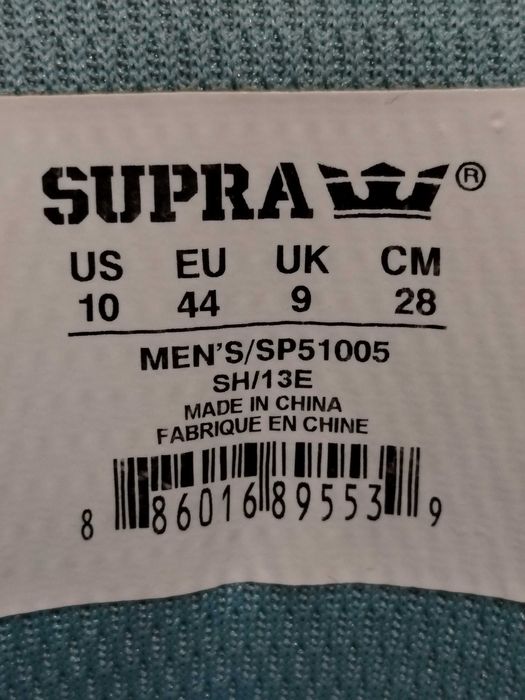 SUPRA ®
US EU UK CM
10 44 9 28
MEN'S/SP51005
SH/13E
MADE IN CHINA
FABRIQUE EN CHINE
8 86016 89553 9